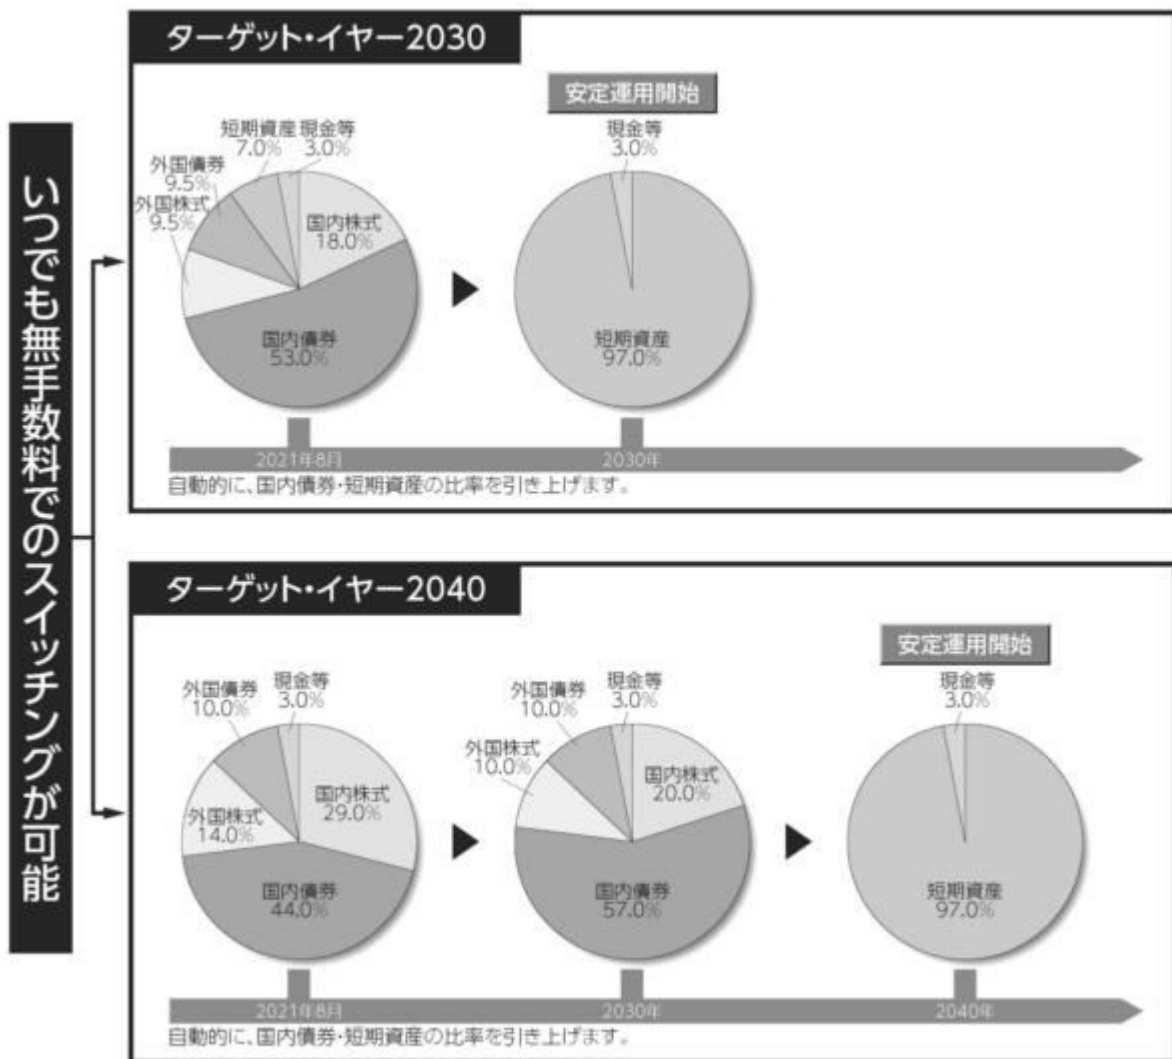 いつでも無手数料でのスイッチングが可能
ターゲット・イヤー2030
安定運用開始
短期資産
7.0%
現金等
3.0%
外国債券
9.5%
外国株式
9.5%
国内株式
18.0%
国内債券
53.0%
現金等
3.0%
短期資産
97.0%
2021年8月
2030年
自動的に、国内債券・短期資産の比率を引き上げます。
ターゲット・イヤー2040
安定運用開始
外国債券
10.0%
現金等
3.0%
国内株式
29.0%
外国株式
14.0%
国内債券
44.0%
外国債券
10.0%
現金等
3.0%
外国株式
10.0%
国内株式
20.0%
国内債券
57.0%
現金等
3.0%
短期資産
97.0%
2021年8月
2030年
2040年
自動的に、国内債券・短期資産の比率を引き上げます。